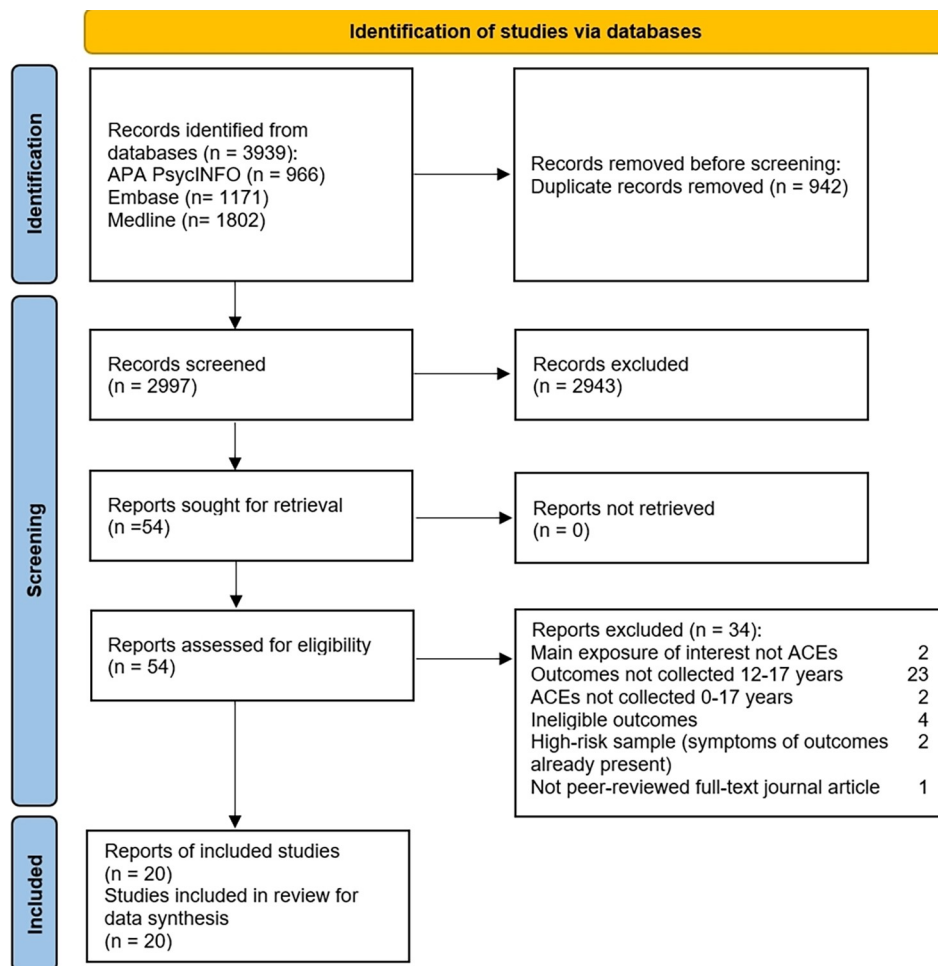 Identification of studies via databases
Identification
Records identified from
databases (n = 3939):
APA PsycINFO (n = 966)
Embase (n= 1171)
Medline (n= 1802)
Records removed before screening:
Duplicate records removed (n = 942)
Screening
Records screened
(n = 2997)
Records excluded
(n = 2943)
Reports sought for retrieval
(n =54)
Reports not retrieved
(n = 0)
Reports assessed for eligibility
(n = 54)
Reports excluded (n = 34):
Main exposure of interest not ACEs 2
Outcomes not collected 12-17 years 23
ACEs not collected 0-17 years 2
Ineligible outcomes 4
High-risk sample (symptoms of outcomes 2
already present)
Not peer-reviewed full-text journal article 1
Included
Reports of included studies
(n = 20)
Studies included in review for
data synthesis
(n = 20)